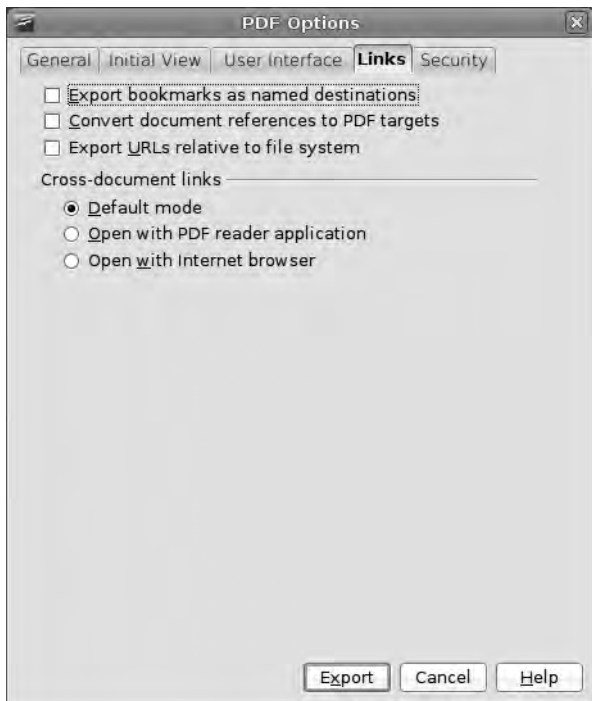 PDF Options
General Initial View User Interface Links Security
Export bookmarks as named destinations
Convert document references to PDF targets
Export URLs relative to file system
Cross-document links
Default mode
Open with PDF reader application
Open with Internet browser
Export Cancel Help